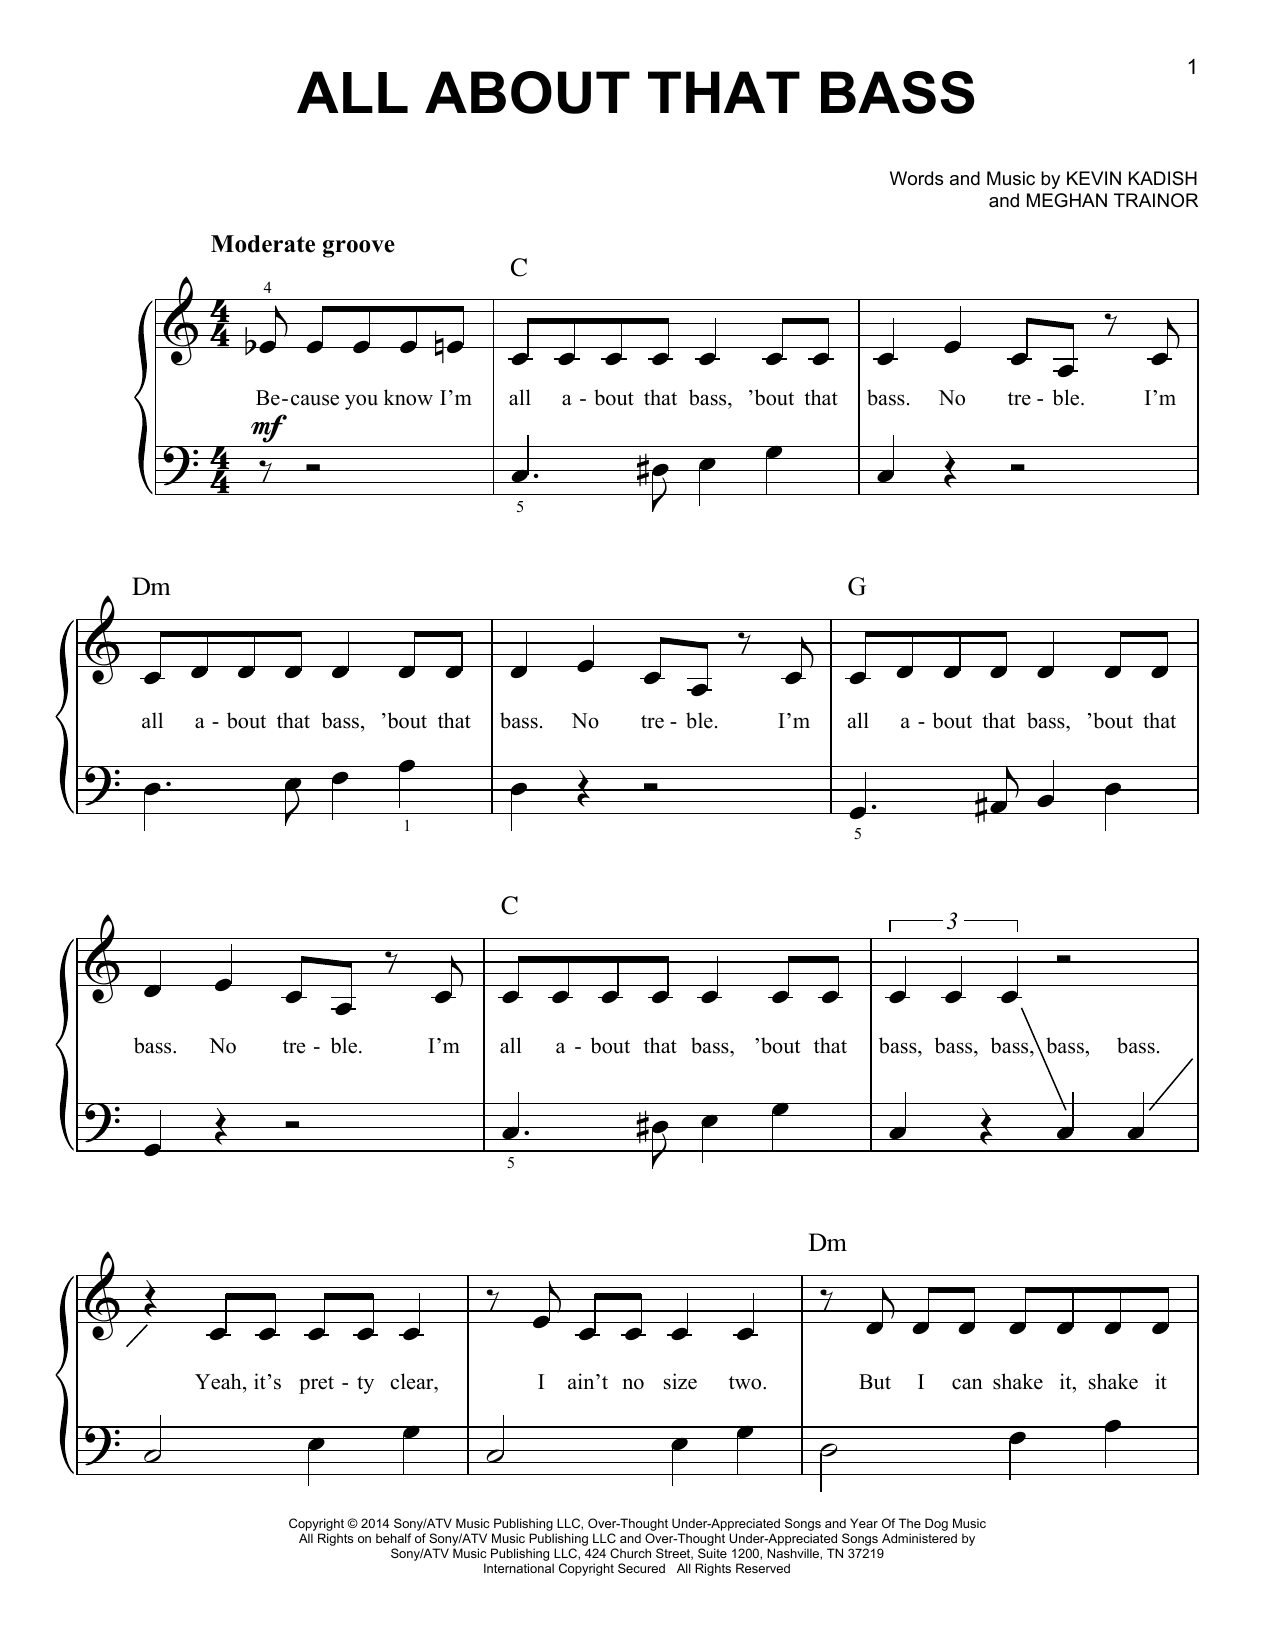 1
ALL ABOUT THAT BASS
Words and Music by KEVIN KADISH
and MEGHAN TRAINOR
Moderate groove
C
4
4
4
Be-cause you know I'm all a - bout that bass, 'bout that bass. No tre - ble. I'm
mf
4
4
5
Dm G
all a - bout that bass, 'bout that bass. No tre - ble. I'm all a - bout that bass, 'bout that
1 5
C 3
bass. No tre - ble. I'm all a - bout that bass, 'bout that bass, bass, bass, bass, bass.
5
Dm
Yeah, it's pret - ty clear, I ain't no size two. But I can shake it, shake it
Copyright © 2014 Sony/ATV Music Publishing LLC, Over-Thought Under-Appreciated Songs and Year Of The Dog Music
All Rights on behalf of Sony/ATV Music Publishing LLC and Over-Thought Under-Appreciated Songs Administered by
Sony/ATV Music Publishing LLC, 424 Church Street, Suite 1200, Nashville, TN 37219
International Copyright Secured All Rights Reserved